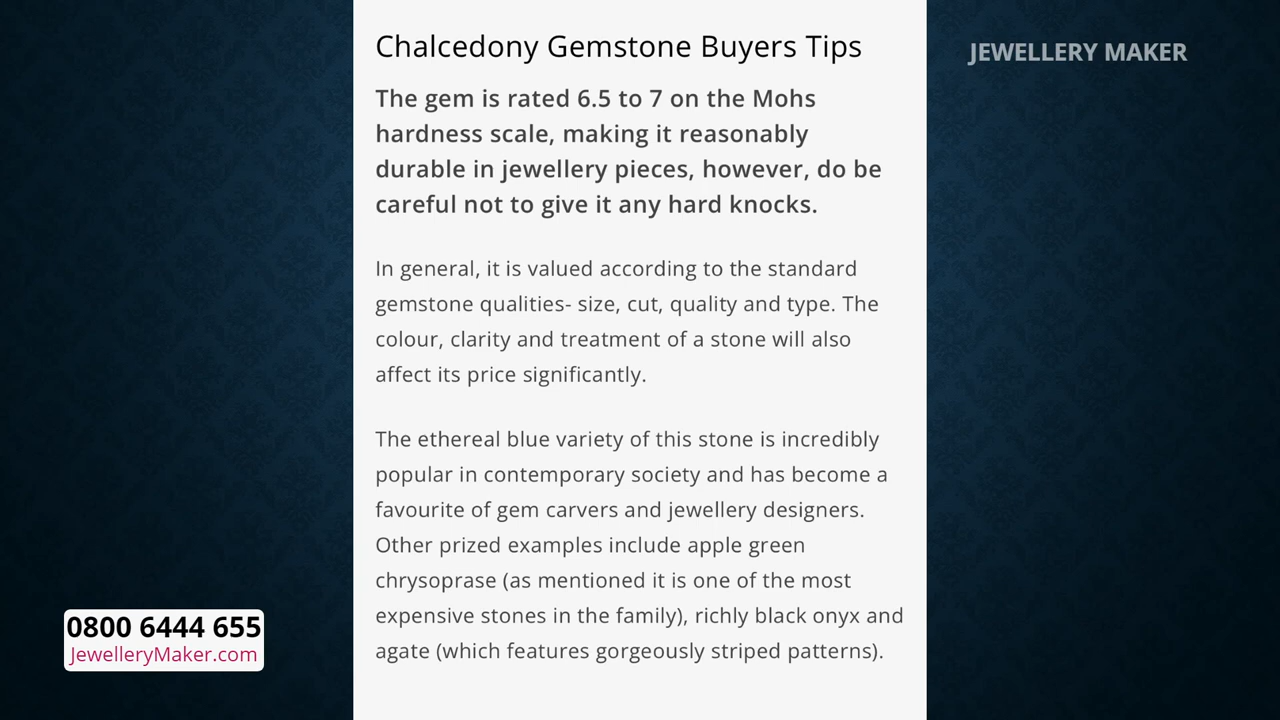 Chalcedony Gemstone Buyers Tips
JEWELLERY MAKER
The gem is rated 6.5 to 7 on the Mohs
hardness scale, making it reasonably
durable in jewellery pieces, however, do be
careful not to give it any hard knocks.
In general, it is valued according to the standard
gemstone qualities- size, cut, quality and type. The
colour, clarity and treatment of a stone will also
affect its price significantly.
The ethereal blue variety of this stone is incredibly
popular in contemporary society and has become a
favourite of gem carvers and jewellery designers.
Other prized examples include apple green
chrysoprase (as mentioned it is one of the most
expensive stones in the family), richly black onyx and
agate (which features gorgeously striped patterns).
0800 6444 655
JewelleryMaker.com